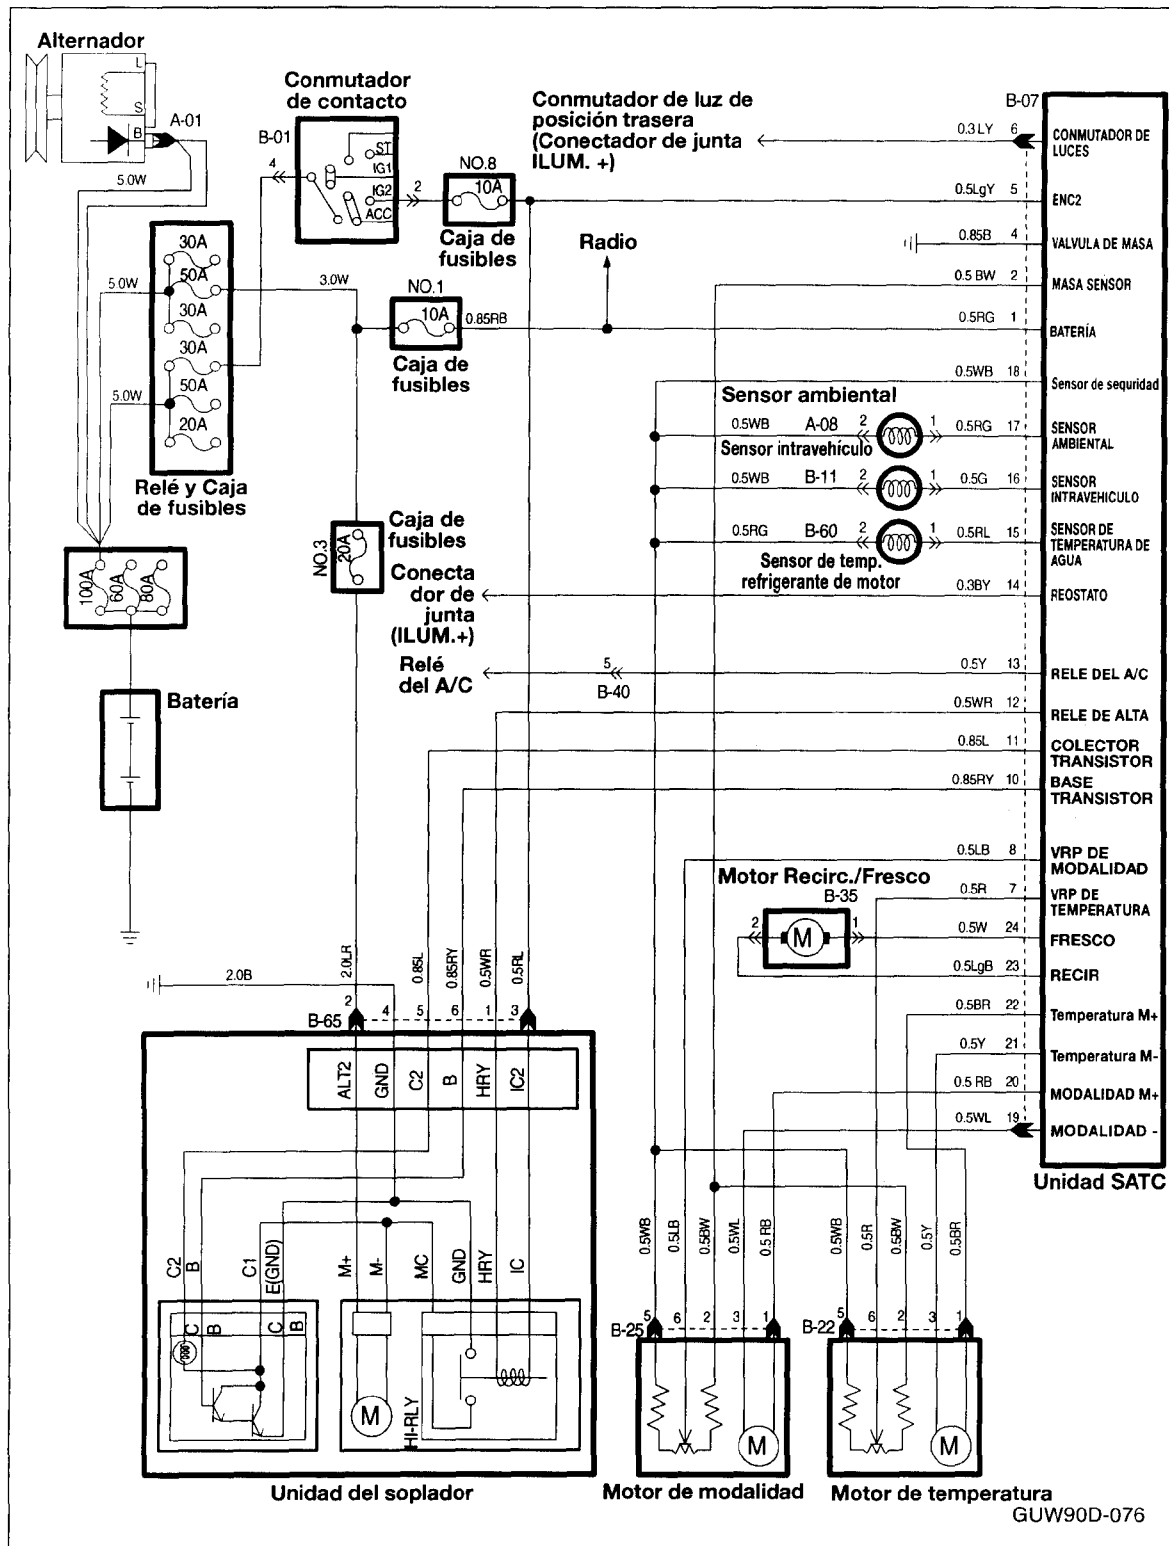 Alternador
L
S
B
A-01
5.0W
Conmutador
de contacto
B-01
4
ST
IG1
IG2
ACC
2
NO.8
10A
Caja de
fusibles
Conmutador de luz de
posición trasera
(Conectador de junta
ILUM. +)
Radio
B-07
0.3LY 6 CONMUTADOR DE
LUCES
0.5LgY 5 ENC2
0.85B 4 VALVULA DE MASA
0.5 BW 2 MASA SENSOR
0.5RG 1 BATERÍA
0.5WB 18 Sensor de sequridad
30A
50A
30A
30A
50A
20A
5.0W
5.0W
3.0W
Relé y Caja
de fusibles
NO.1
10A
0.85RB
Caja de
fusibles
Sensor ambiental
0.5WB A-08 2 1 0.5RG 17 SENSOR
AMBIENTAL
Sensor intravehículo
0.5WB B-11 2 1 0.5G 16 SENSOR
INTRAVEHICULO
0.5RG B-60 2 1 0.5RL 15 SENSOR DE
TEMPERATURA DE
AGUA
Sensor de temp.
refrigerante de motor
NO.3
20A
Caja de
fusibles
Conecta
dor de
junta
(ILUM.+)
0.3BY 14 REOSTATO
100A
60A
80A
Batería
Relé
del A/C
5
B-40
0.5Y 13 RELE DEL A/C
0.5WR 12 RELE DE ALTA
0.85L 11 COLECTOR
TRANSISTOR
0.85RY 10 BASE
TRANSISTOR
0.5LB 8 VRP DE
MODALIDAD
0.5R 7 VRP DE
TEMPERATURA
Motor Recirc./Fresco
B-35
2
M
1
0.5W 24 FRESCO
0.5LgB 23 RECIR
0.5BR 22 Temperatura M+
0.5Y 21 Temperatura M-
0.5 RB 20 MODALIDAD M+
0.5WL 19 MODALIDAD -
Unidad SATC
2.0B
2.0LR
0.85L
0.85RY
0.5WR
0.5RL
B-65
2 4 5 6 1 3
ALT2
GND
C2
B
HRY
IC2
C2
B
C1
E(GND)
M+
M-
MC
GND
HRY
IC
C
B
C
B
M
HI-RLY
Unidad del soplador
0.5WB
0.5LB
0.5BW
0.5WL
0.5 RB
B-25
5 6 2 3 1
M
Motor de modalidad
0.5WB
0.5R
0.5BW
0.5Y
0.5BR
B-22
5 6 2 3 1
M
Motor de temperatura
GUW90D-076